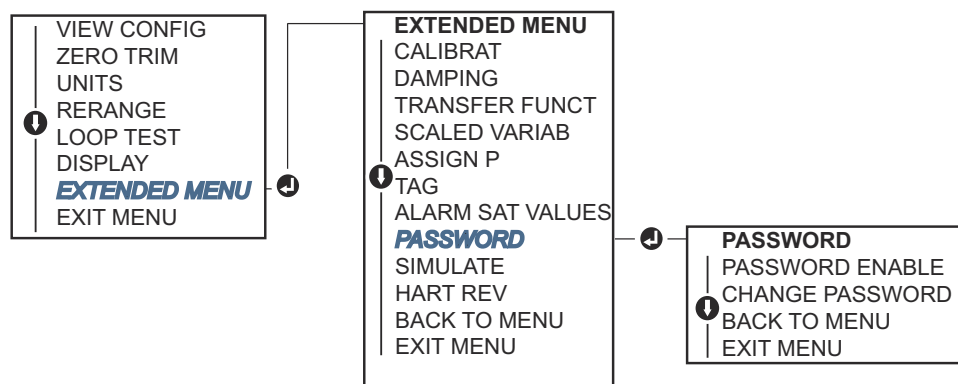 VIEW CONFIG
ZERO TRIM
UNITS
RERANGE
LOOP TEST
DISPLAY
EXTENDED MENU
EXIT MENU
EXTENDED MENU
CALIBRAT
DAMPING
TRANSFER FUNCT
SCALED VARIAB
ASSIGN P
TAG
ALARM SAT VALUES
PASSWORD
SIMULATE
HART REV
BACK TO MENU
EXIT MENU
PASSWORD
PASSWORD ENABLE
CHANGE PASSWORD
BACK TO MENU
EXIT MENU